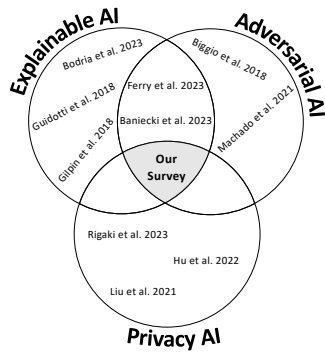 Explainable AI
Adversarial AI
Bodria et al. 2023
Biggio et al. 2018
Guidotti et al. 2018
Ferry et al. 2023
Machado et al. 2021
Gilpin et al. 2018
Baniecki et al. 2023
Our
Survey
Rigaki et al. 2023
Hu et al. 2022
Liu et al. 2021
Privacy AI